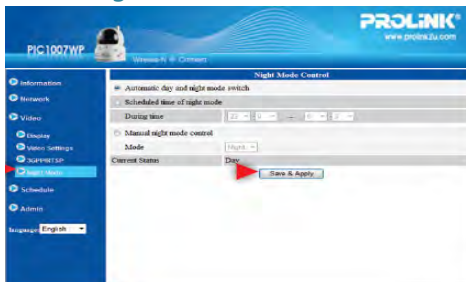 PROLiNK®
www.prolink2u.com
PIC1007WP
Wireless-N IP Camera
Night Mode Control
Information
Automatic day and night mode switch
Scheduled time of night mode
Network
During time
Video
Manual night mode control
Display
Mode
Night
Video Settings
3GPP/RTSP
Current Status
Day
Night Mode
Save & Apply
Schedule
Admin
language:
English